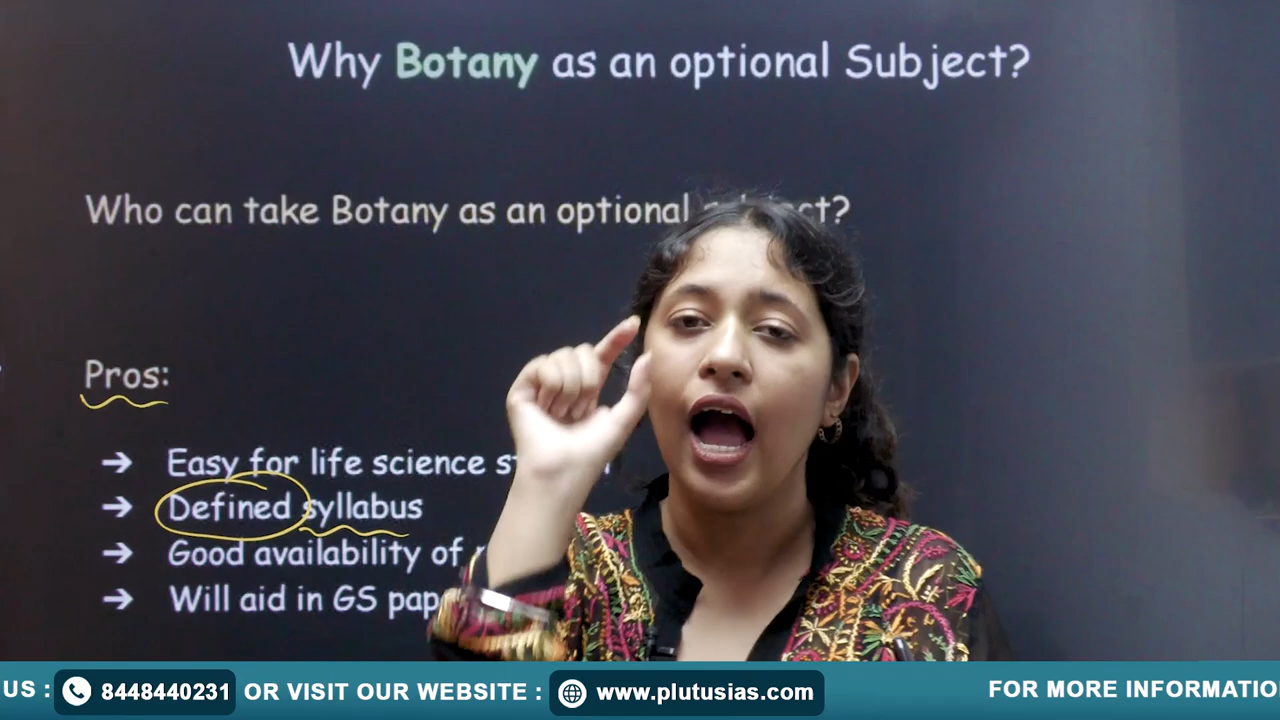 Why Botany as an optional Subject?
Who can take Botany as an optional
Pros:
→ Easy for life science
→ Defined syllabus
→ Good availability of
→ Will aid in GS
US : 8448440231 OR VISIT OUR WEBSITE : www.plutusias.com FOR MORE